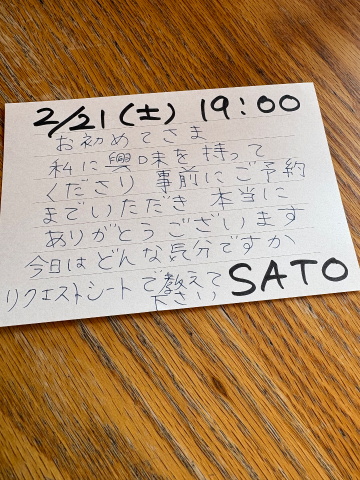 2/21(土) 19:00
お初めてさま
私に興味を持って
くださり 事前にご予約
までいただき 本当に
ありがとうございます
今日はどんな気分ですか
リクエストシートで教えて
下さい
SATO